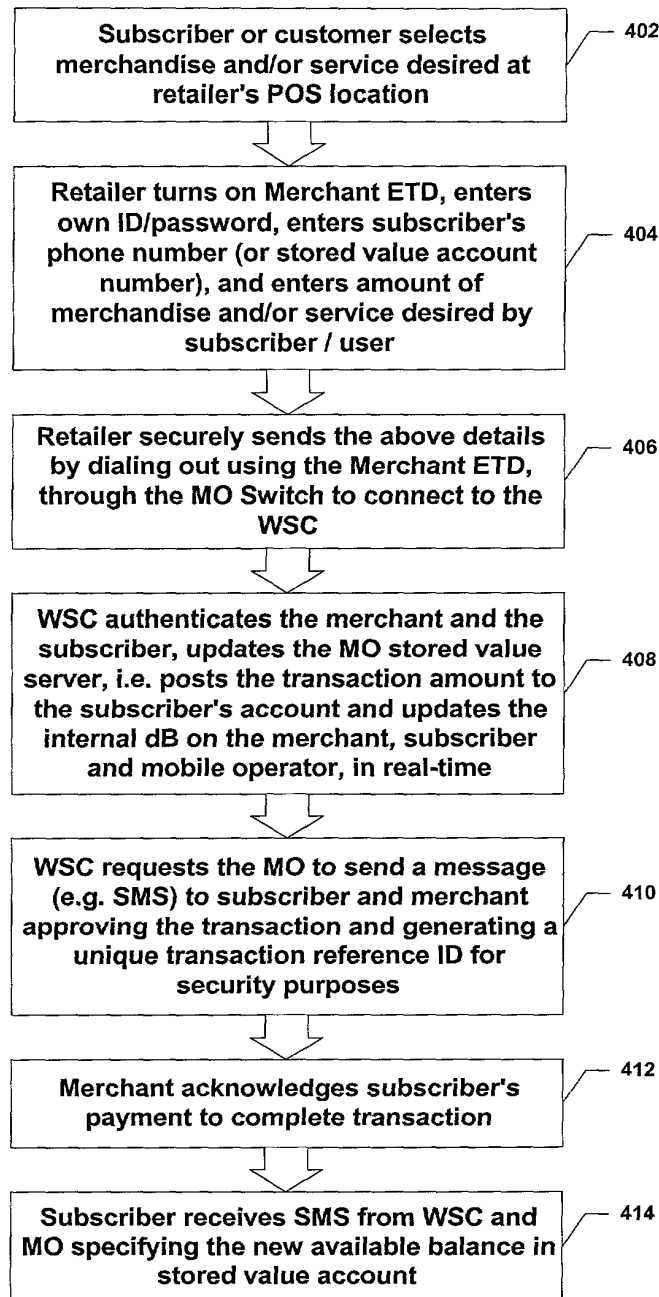 Subscriber or customer selects
merchandise and/or service desired at
retailer's POS location
402
Retailer turns on Merchant ETD, enters
own ID/password, enters subscriber's
phone number (or stored value account
number), and enters amount of
merchandise and/or service desired by
subscriber / user
404
Retailer securely sends the above details
by dialing out using the Merchant ETD,
through the MO Switch to connect to the
WSC
406
WSC authenticates the merchant and the
subscriber, updates the MO stored value
server, i.e. posts the transaction amount to
the subscriber's account and updates the
internal dB on the merchant, subscriber
and mobile operator, in real-time
408
WSC requests the MO to send a message
(e.g. SMS) to subscriber and merchant
approving the transaction and generating a
unique transaction reference ID for
security purposes
410
Merchant acknowledges subscriber's
payment to complete transaction
412
Subscriber receives SMS from WSC and
MO specifying the new available balance in
stored value account
414